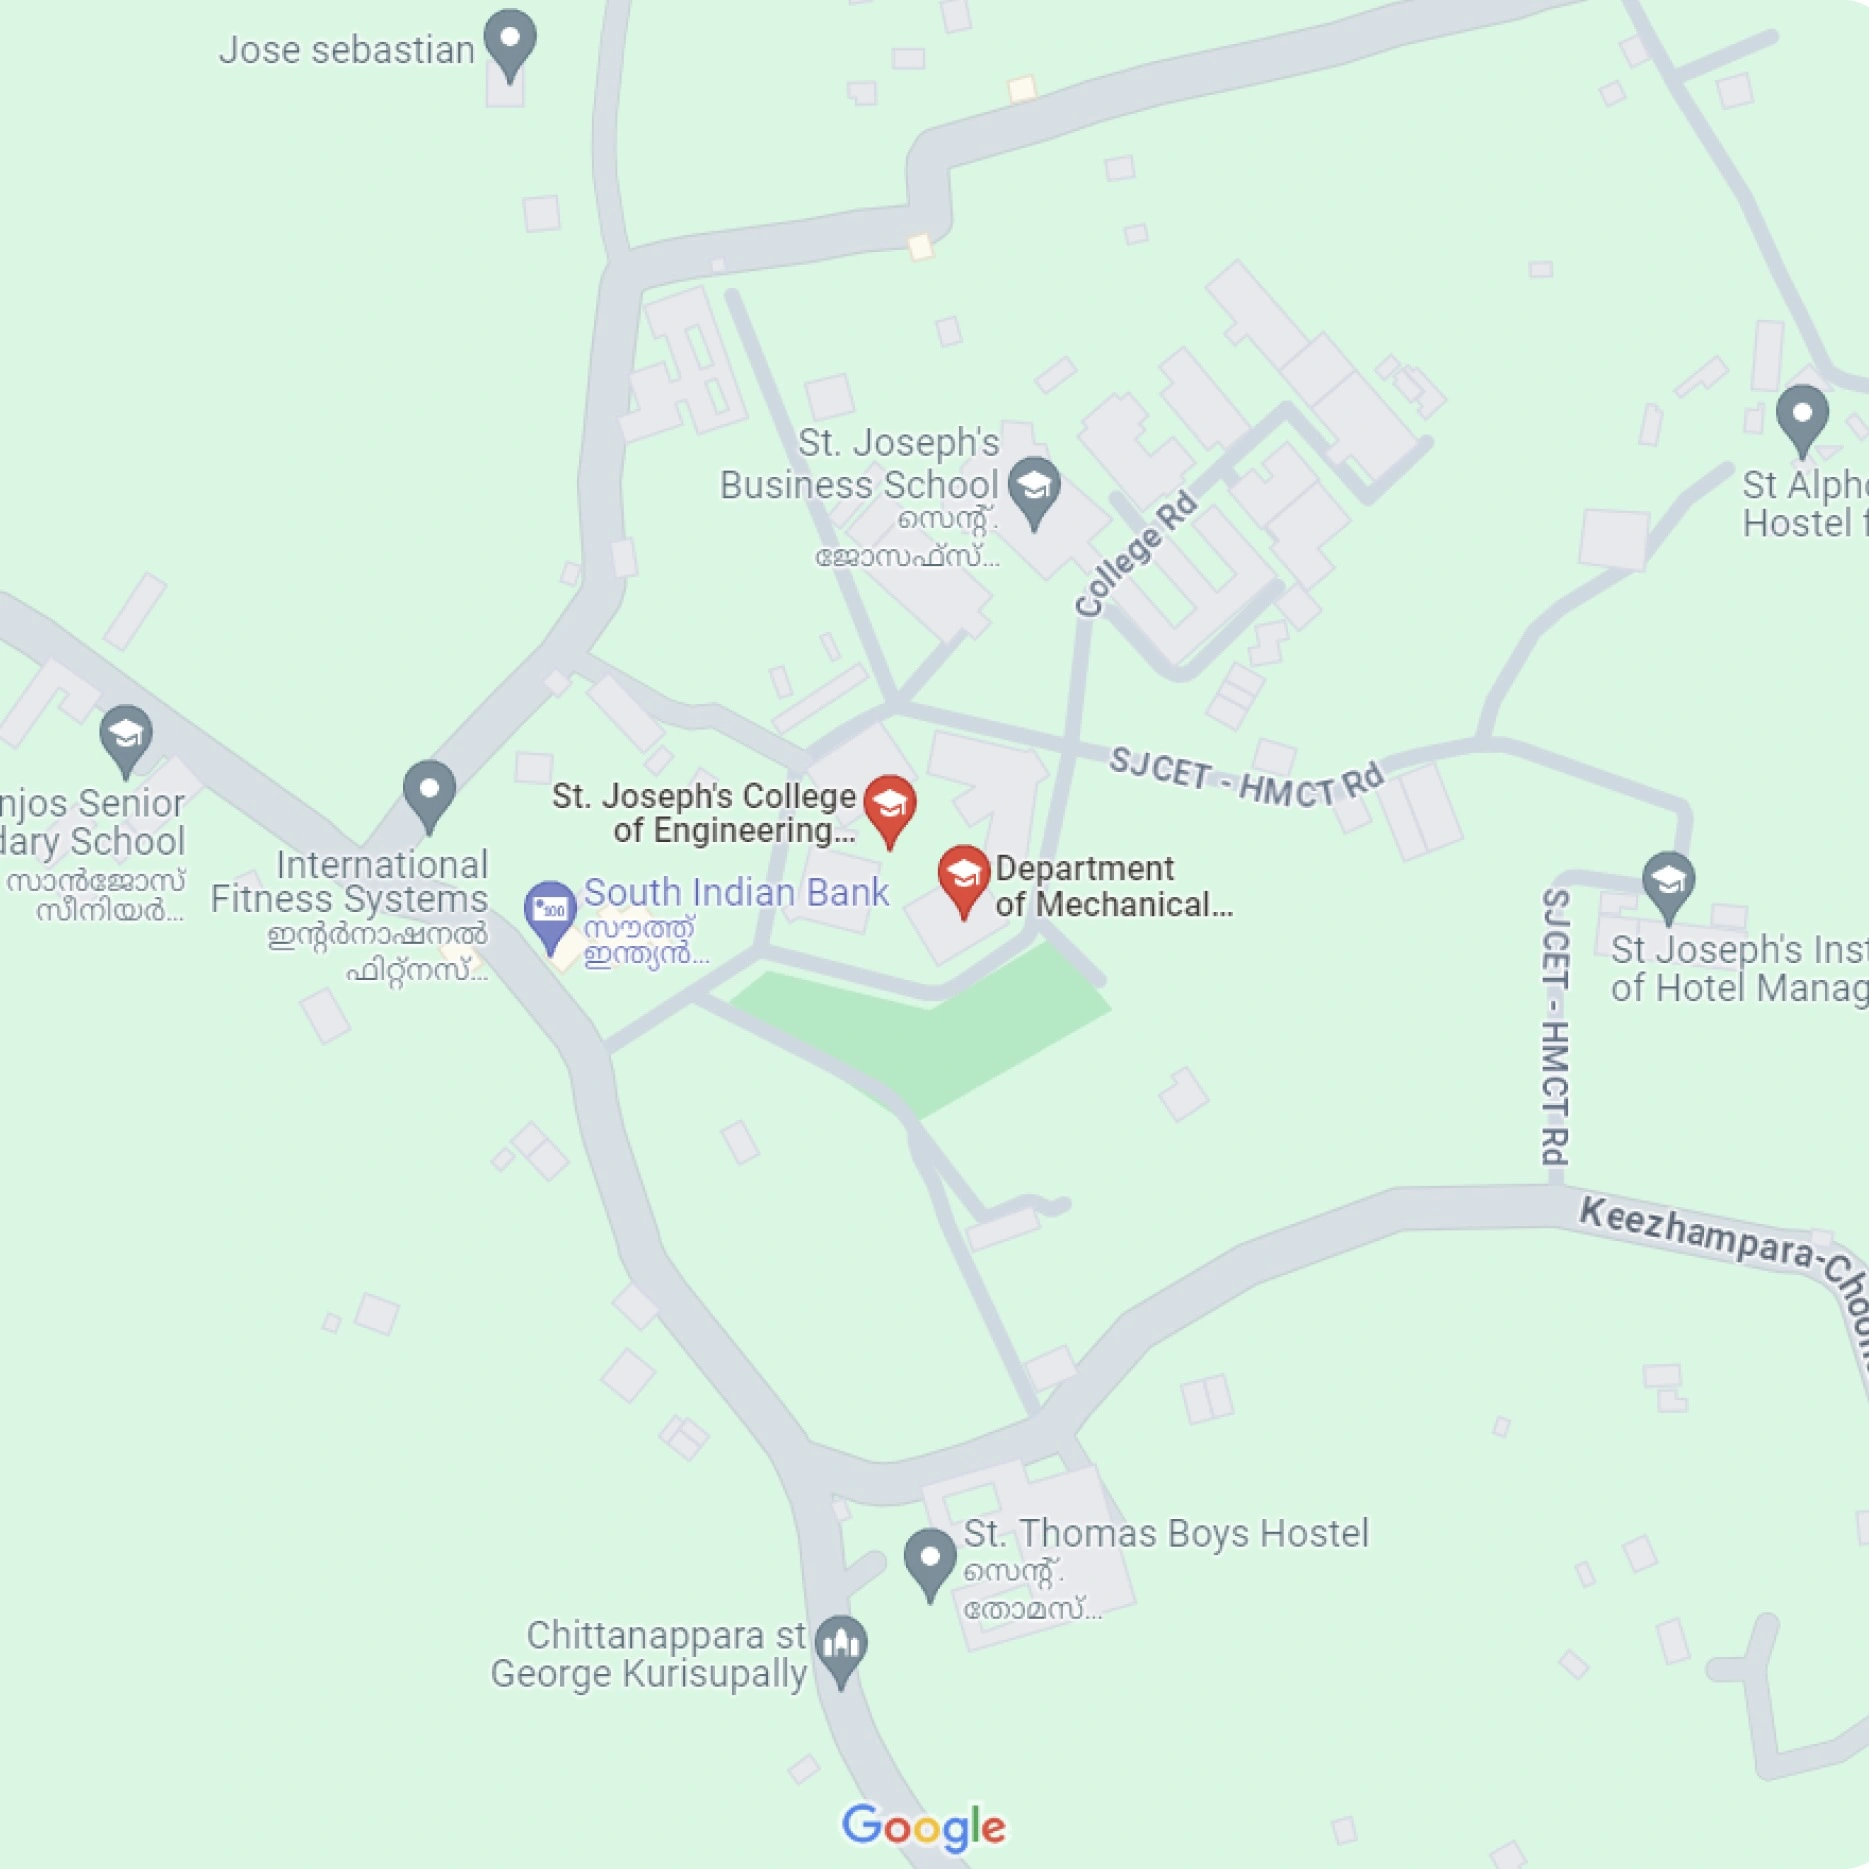 Jose sebastian
St. Joseph's
Business School
സെന്റ്.
ജോസഫ്സ്...
College Rd
St Alpho
Hostel f
SJCET - HMCT Rd
njos Senior
dary School
സാൻജോസ്
സീനിയർ...
International
Fitness Systems
ഇന്റർനാഷനൽ
ഫിറ്റ്നസ്...
St. Joseph's College
of Engineering...
South Indian Bank
സൗത്ത്
ഇന്ത്യൻ...
Department
of Mechanical...
St Joseph's Inst
of Hotel Manag
SJCET - HMCT Rd
Keezhampara-Choon
St. Thomas Boys Hostel
സെന്റ്.
തോമസ്...
Chittanappara st
George Kurisupally
Google